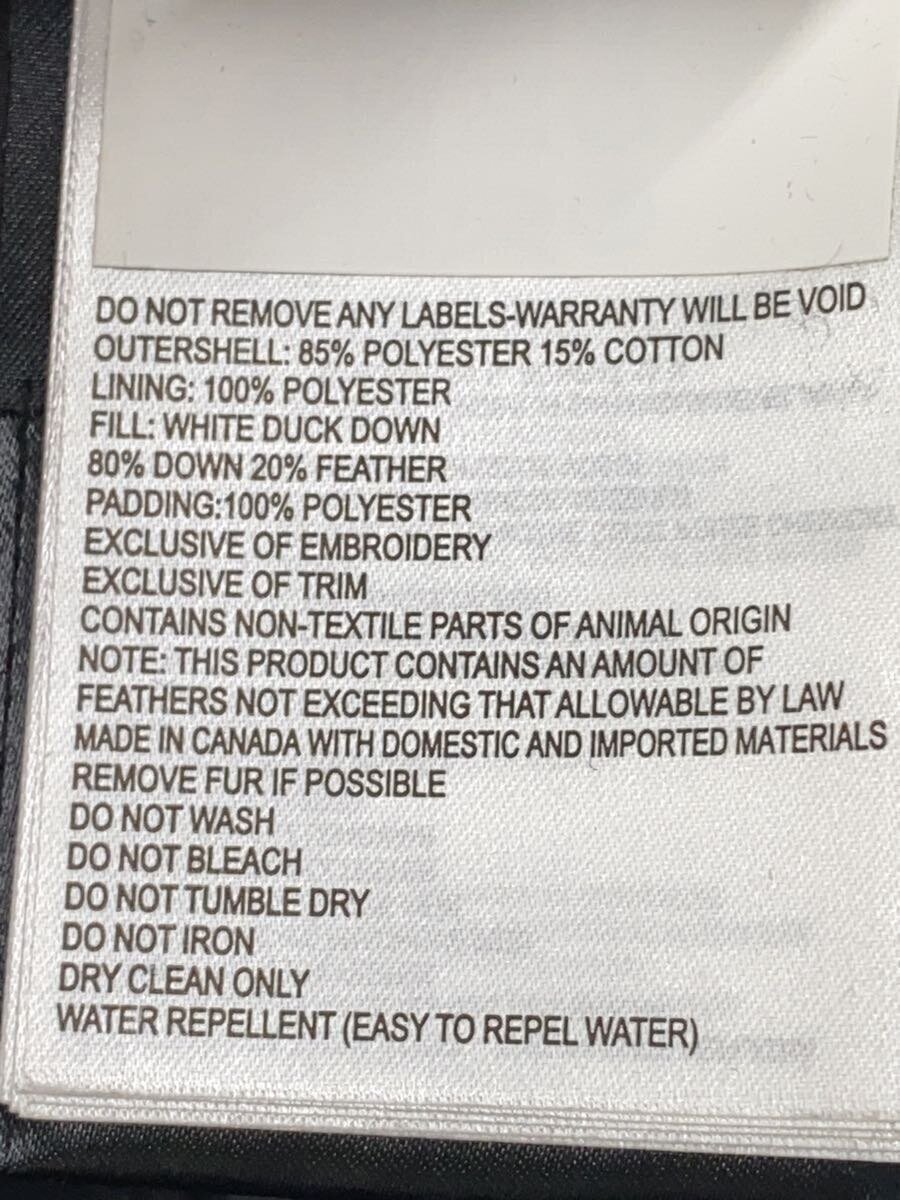 DO NOT REMOVE ANY LABELS-WARRANTY WILL BE VOID
OUTERSHELL: 85% POLYESTER 15% COTTON
LINING: 100% POLYESTER
FILL: WHITE DUCK DOWN
80% DOWN 20% FEATHER
PADDING:100% POLYESTER
EXCLUSIVE OF EMBROIDERY
EXCLUSIVE OF TRIM
CONTAINS NON-TEXTILE PARTS OF ANIMAL ORIGIN
NOTE: THIS PRODUCT CONTAINS AN AMOUNT OF
FEATHERS NOT EXCEEDING THAT ALLOWABLE BY LAW
MADE IN CANADA WITH DOMESTIC AND IMPORTED MATERIALS
REMOVE FUR IF POSSIBLE
DO NOT WASH
DO NOT BLEACH
DO NOT TUMBLE DRY
DO NOT IRON
DRY CLEAN ONLY
WATER REPELLENT (EASY TO REPEL WATER)